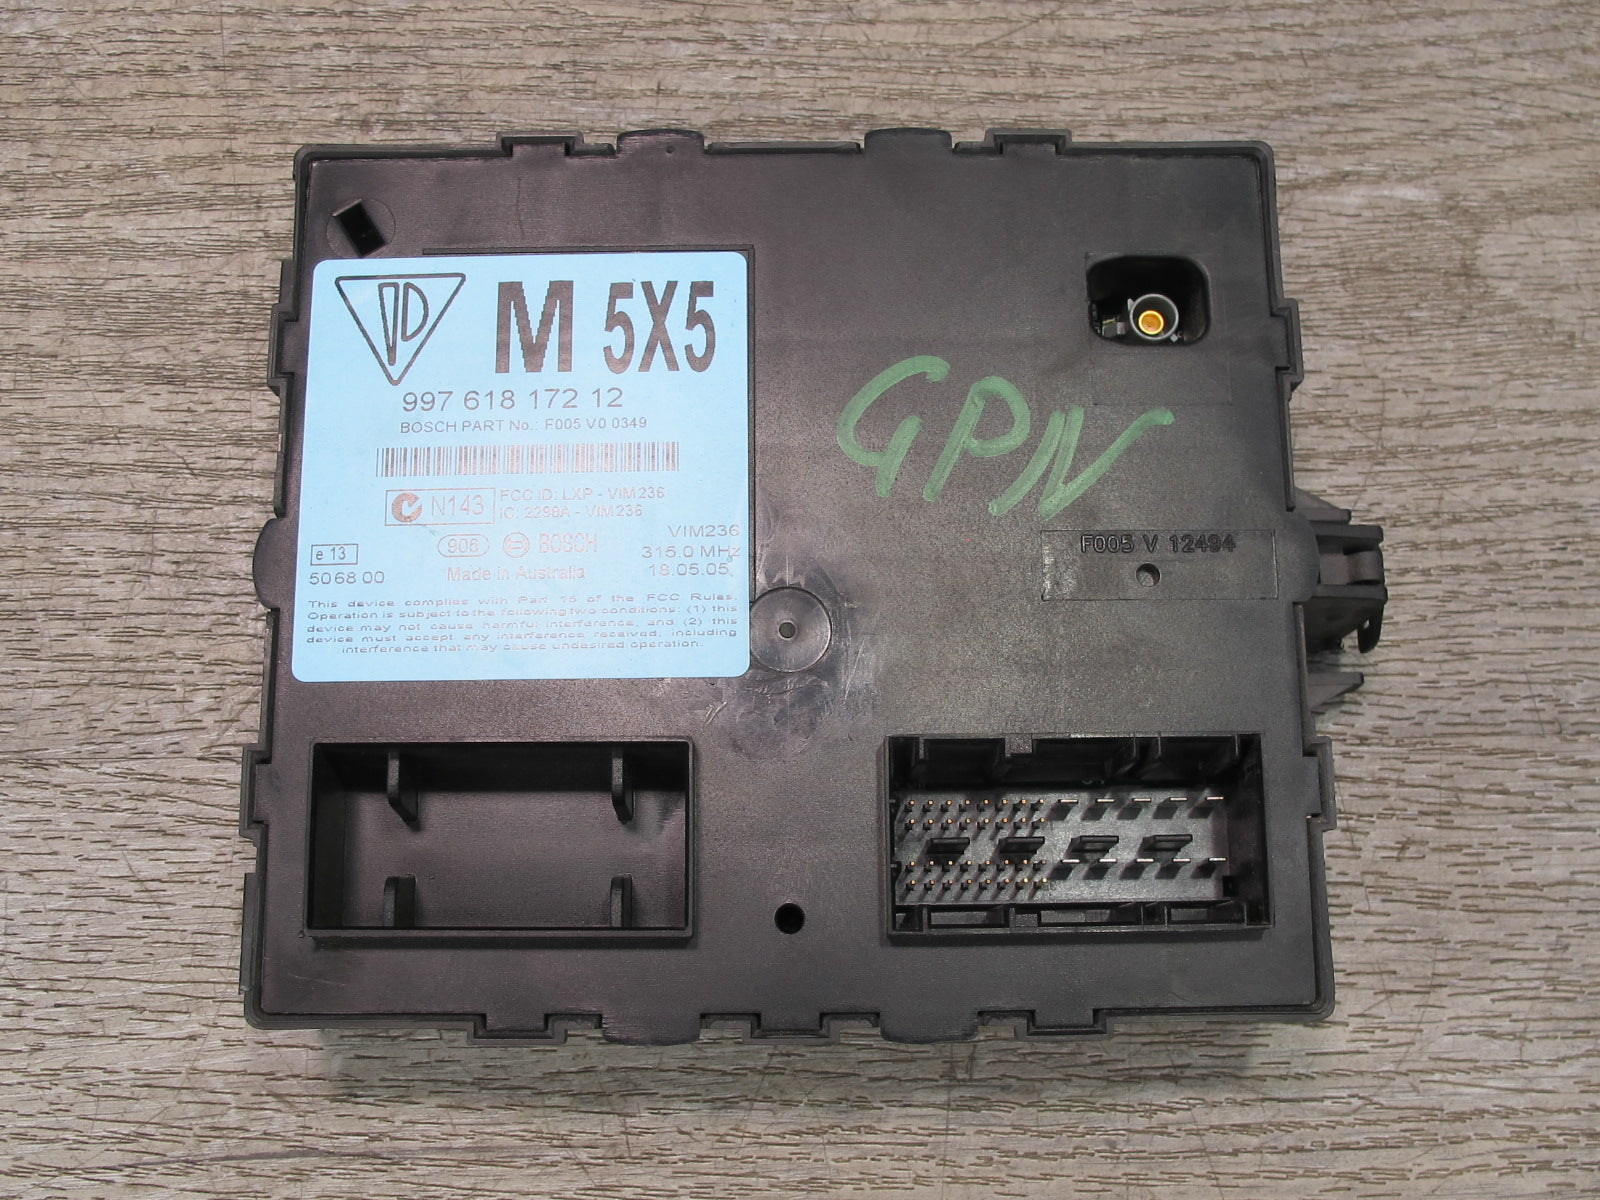 ID
M 5X5
997 618 172 12
BOSCH PART No.: F005 V0 0349
N143
FCC ID: LXP - VIM236
IC: 2298A - VIM236
VIM236
e 13
906
BOSCH
315.0 MHz
506800
Made in Australia
18.05.05
This device complies with Part 15 of the FCC Rules.
Operation is subject to the following two conditions: (1) this
device may not cause harmful interference, and (2) this
device must accept any interference received, including
interference that may cause undesired operation.
GPN
F005 V 12494